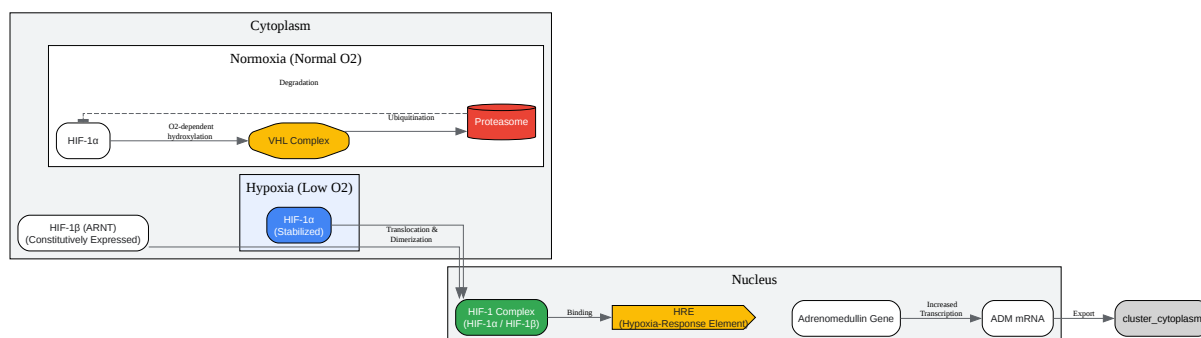 Cytoplasm
Normoxia (Normal O2)
Degradation
HIF-1α
O2-dependent
hydroxylation
VHL Complex
Ubiquitination
Proteasome
Hypoxia (Low O2)
HIF-1α
(Stabilized)
HIF-1β (ARNT)
(Constitutively Expressed)
Translocation &
Dimerization
Nucleus
HIF-1 Complex
(HIF-1α / HIF-1β)
Binding
HRE
(Hypoxia-Response Element)
Adrenomedullin Gene
Increased
Transcription
ADM mRNA
Export
cluster_cytoplasm